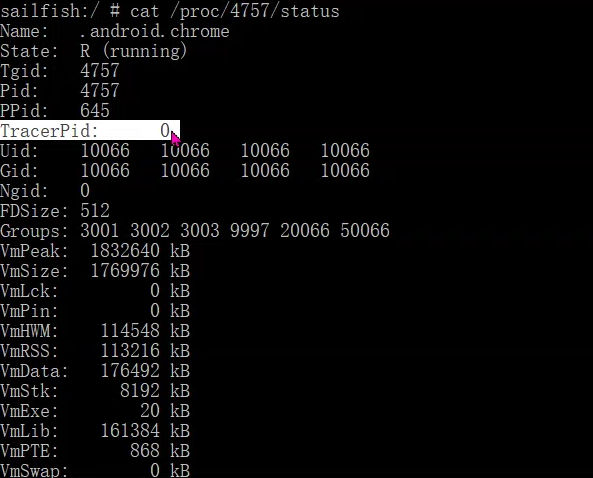 sailfish:/ # cat /proc/4757/status
Name: .android.chrome
State: R (running)
Tgid: 4757
Pid: 4757
PPid: 645
TracerPid: 0
Uid: 10066 10066 10066 10066
Gid: 10066 10066 10066 10066
Ngid: 0
FDSize: 512
Groups: 3001 3002 3003 9997 20066 50066
VmPeak: 1832640 kB
VmSize: 1769976 kB
VmLck: 0 kB
VmPin: 0 kB
VmHWM: 114548 kB
VmRSS: 113216 kB
VmData: 176492 kB
VmStk: 8192 kB
VmExe: 20 kB
VmLib: 161384 kB
VmPTE: 868 kB
VmSwap: 0 kB